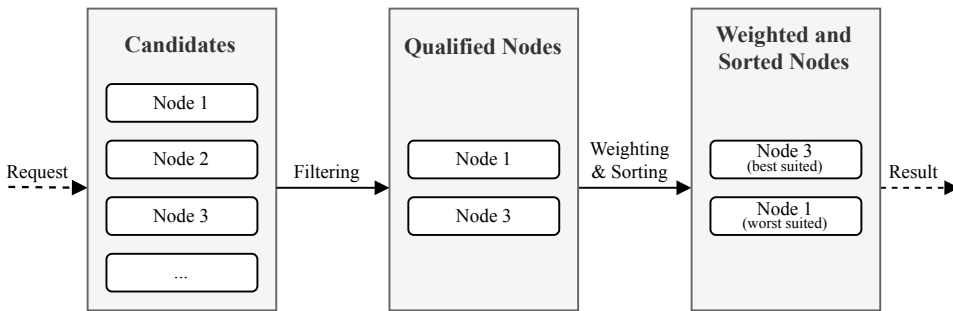 Request
Candidates
Node 1
Node 2
Node 3
...
Filtering
Qualified Nodes
Node 1
Node 3
Weighting
& Sorting
Weighted and
Sorted Nodes
Node 3
(best suited)
Node 1
(worst suited)
Result